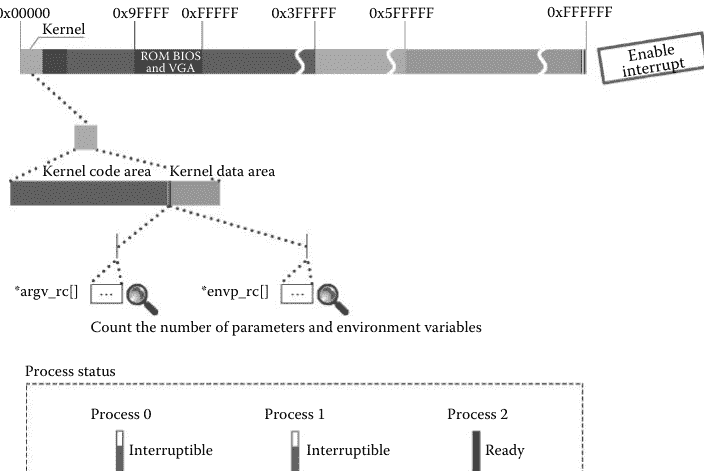 0x00000 0x9FFFF 0xFFFFF 0x3FFFFF 0x5FFFFF 0xFFFFFF
Kernel
ROM BIOS
and VGA
Enable
interrupt
Kernel code area Kernel data area
*argv_rc[] ... *envp_rc[] ...
Count the number of parameters and environment variables
Process status
Process 0 Process 1 Process 2
Interruptible Interruptible Ready